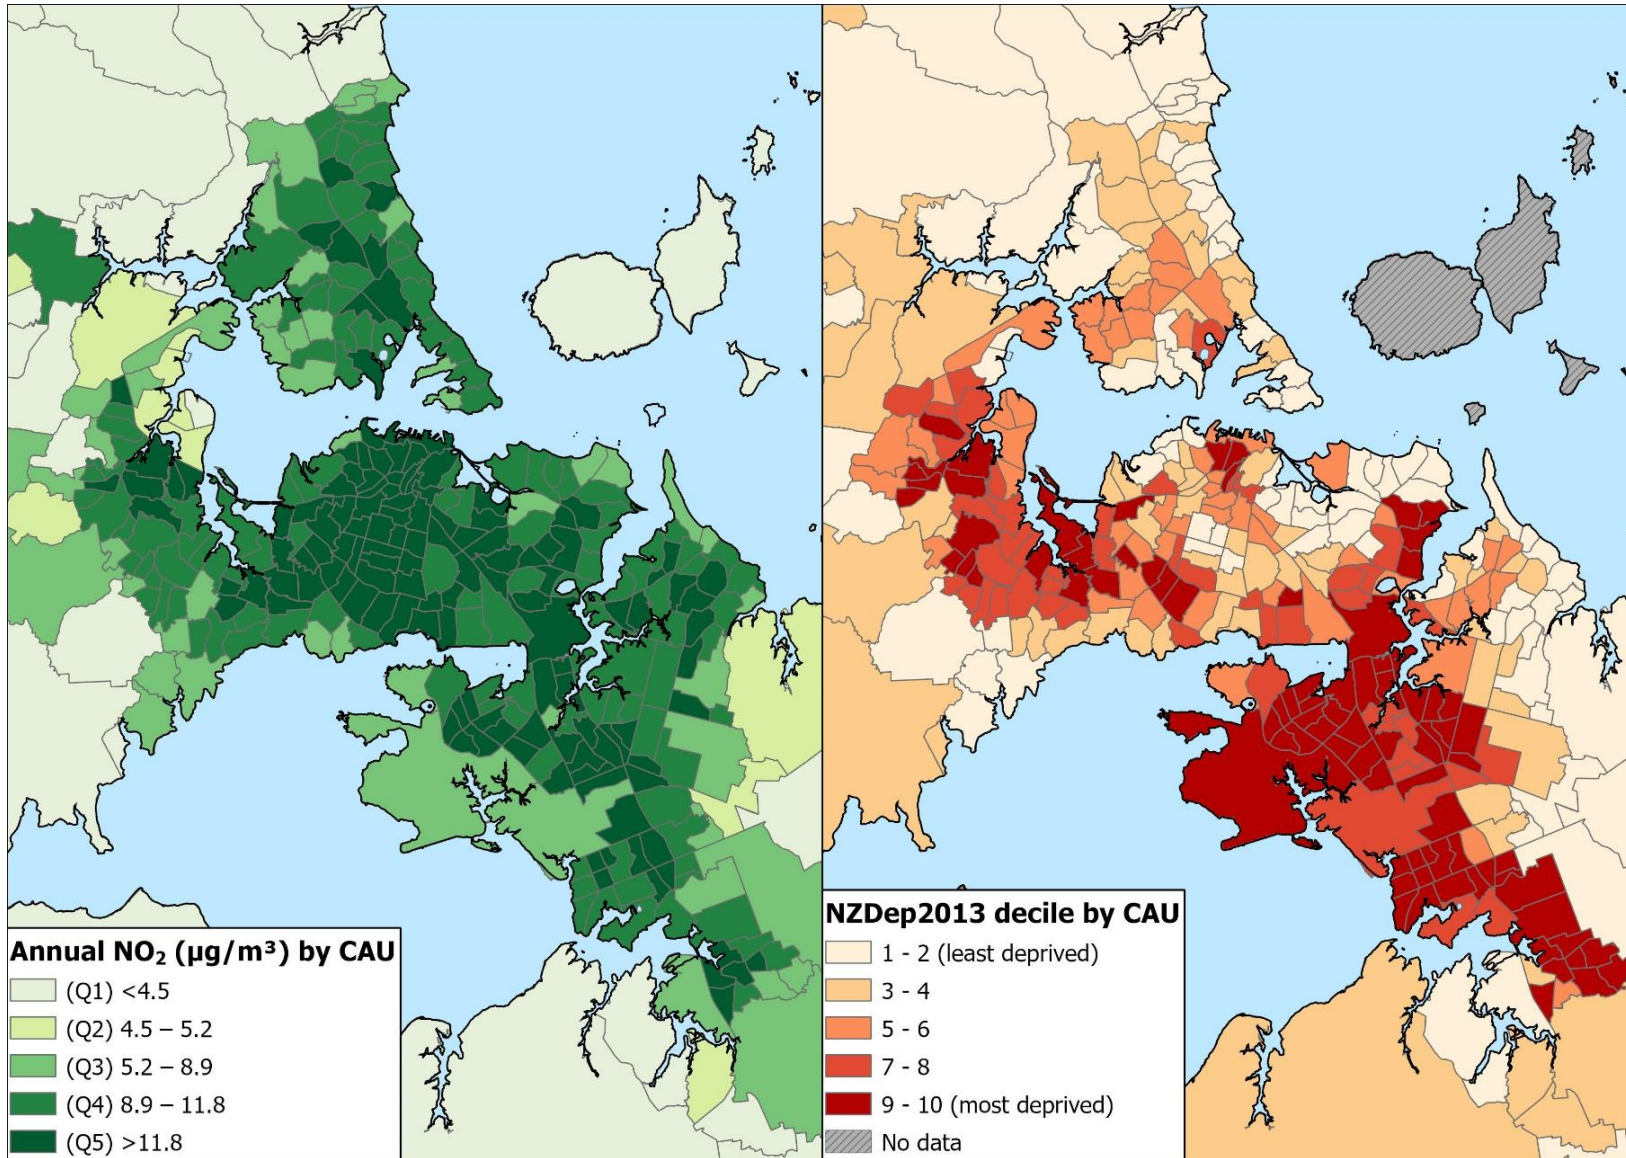 Annual NO₂ (µg/m³) by CAU
(Q1) <4.5
(Q2) 4.5 – 5.2
(Q3) 5.2 – 8.9
(Q4) 8.9 – 11.8
(Q5) >11.8
NZDep2013 decile by CAU
1 - 2 (least deprived)
3 - 4
5 - 6
7 - 8
9 - 10 (most deprived)
No data